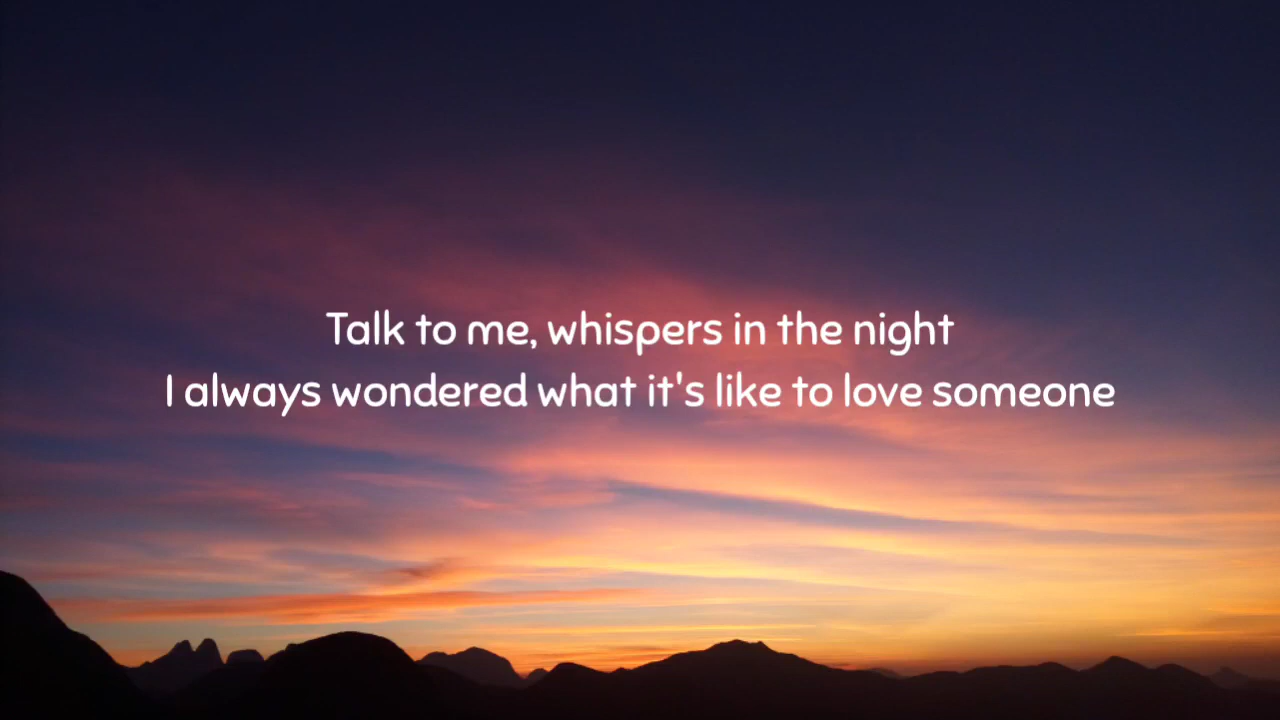 Talk to me, whispers in the night
I always wondered what it's like to love someone